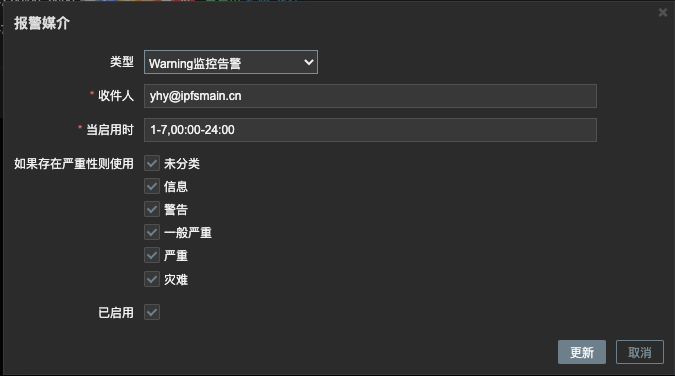 报警媒介
类型 Warning监控告警
* 收件人 yhy@ipfsmain.cn
* 当启用时 1-7,00:00-24:00
如果存在严重性则使用 未分类
信息
警告
一般严重
严重
灾难
已启用
更新 取消